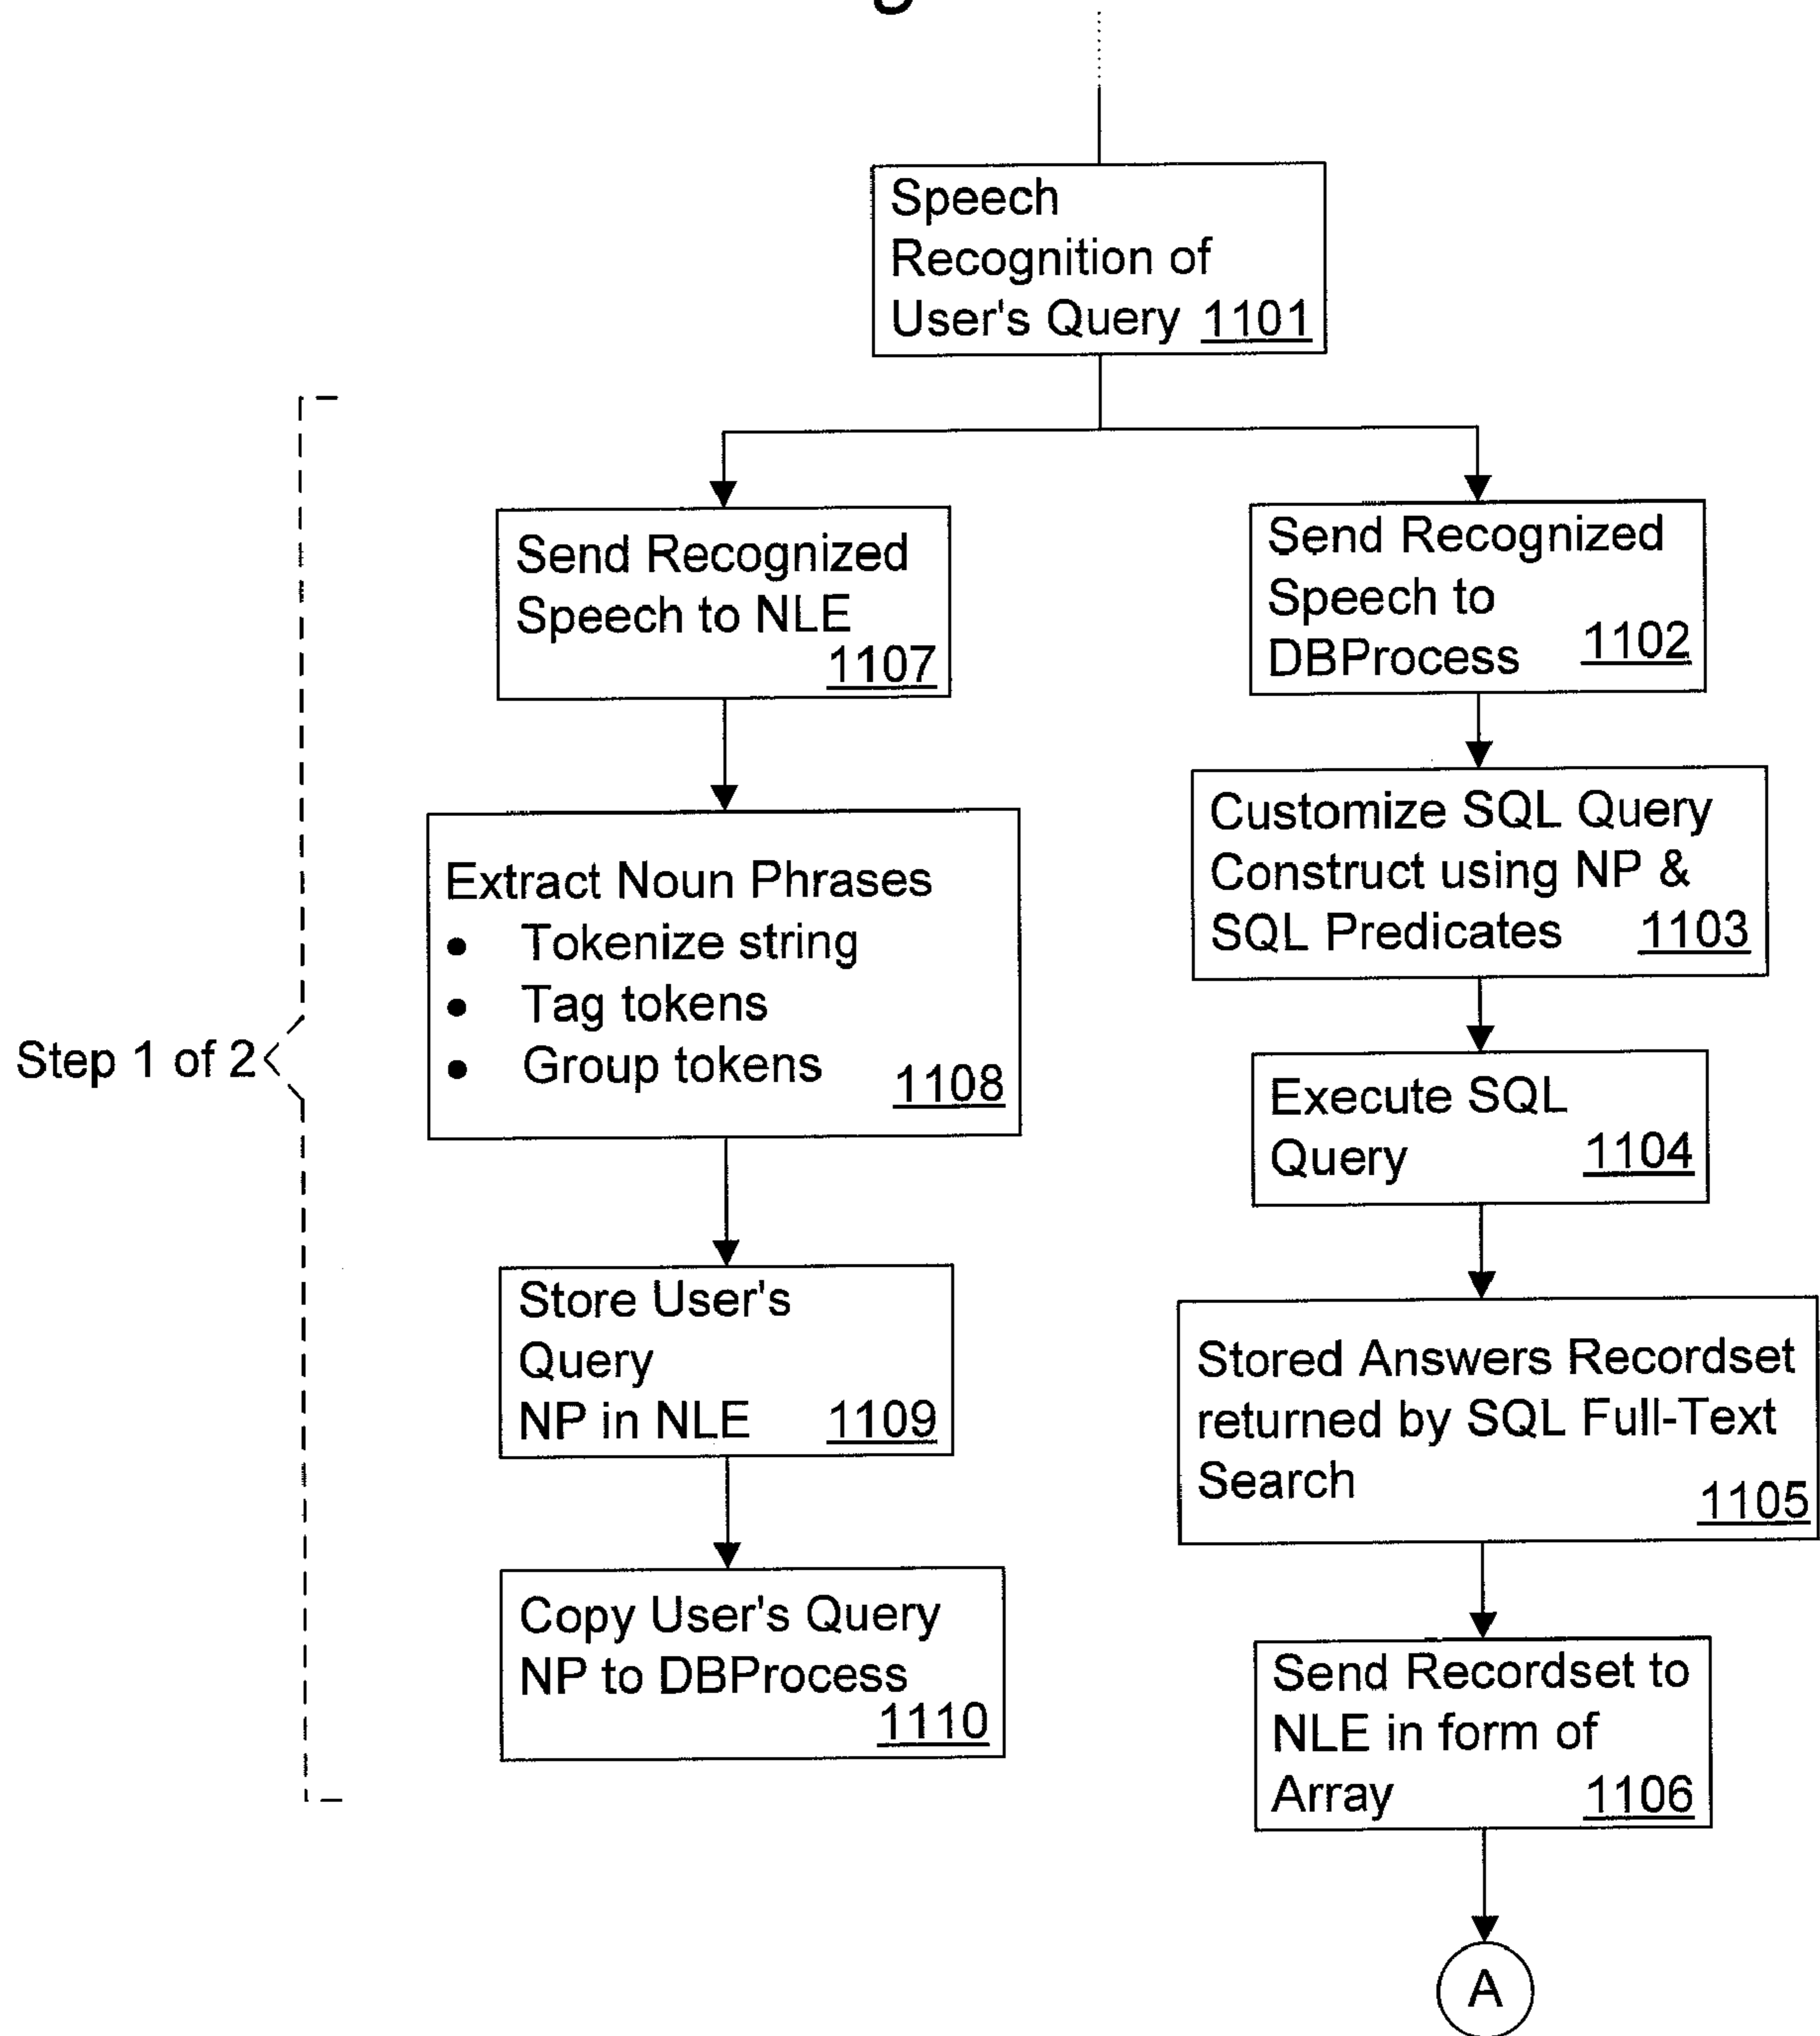 Speech
Recognition of
User's Query 1101
Send Recognized
Speech to NLE
1107
Send Recognized
Speech to
DBProcess 1102
Extract Noun Phrases
• Tokenize string
• Tag tokens
• Group tokens
1108
Customize SQL Query
Construct using NP &
SQL Predicates 1103
Step 1 of 2
Execute SQL
Query 1104
Store User's
Query
NP in NLE 1109
Stored Answers Recordset
returned by SQL Full-Text
Search
1105
Copy User's Query
NP to DBProcess
1110
Send Recordset to
NLE in form of
Array 1106
A